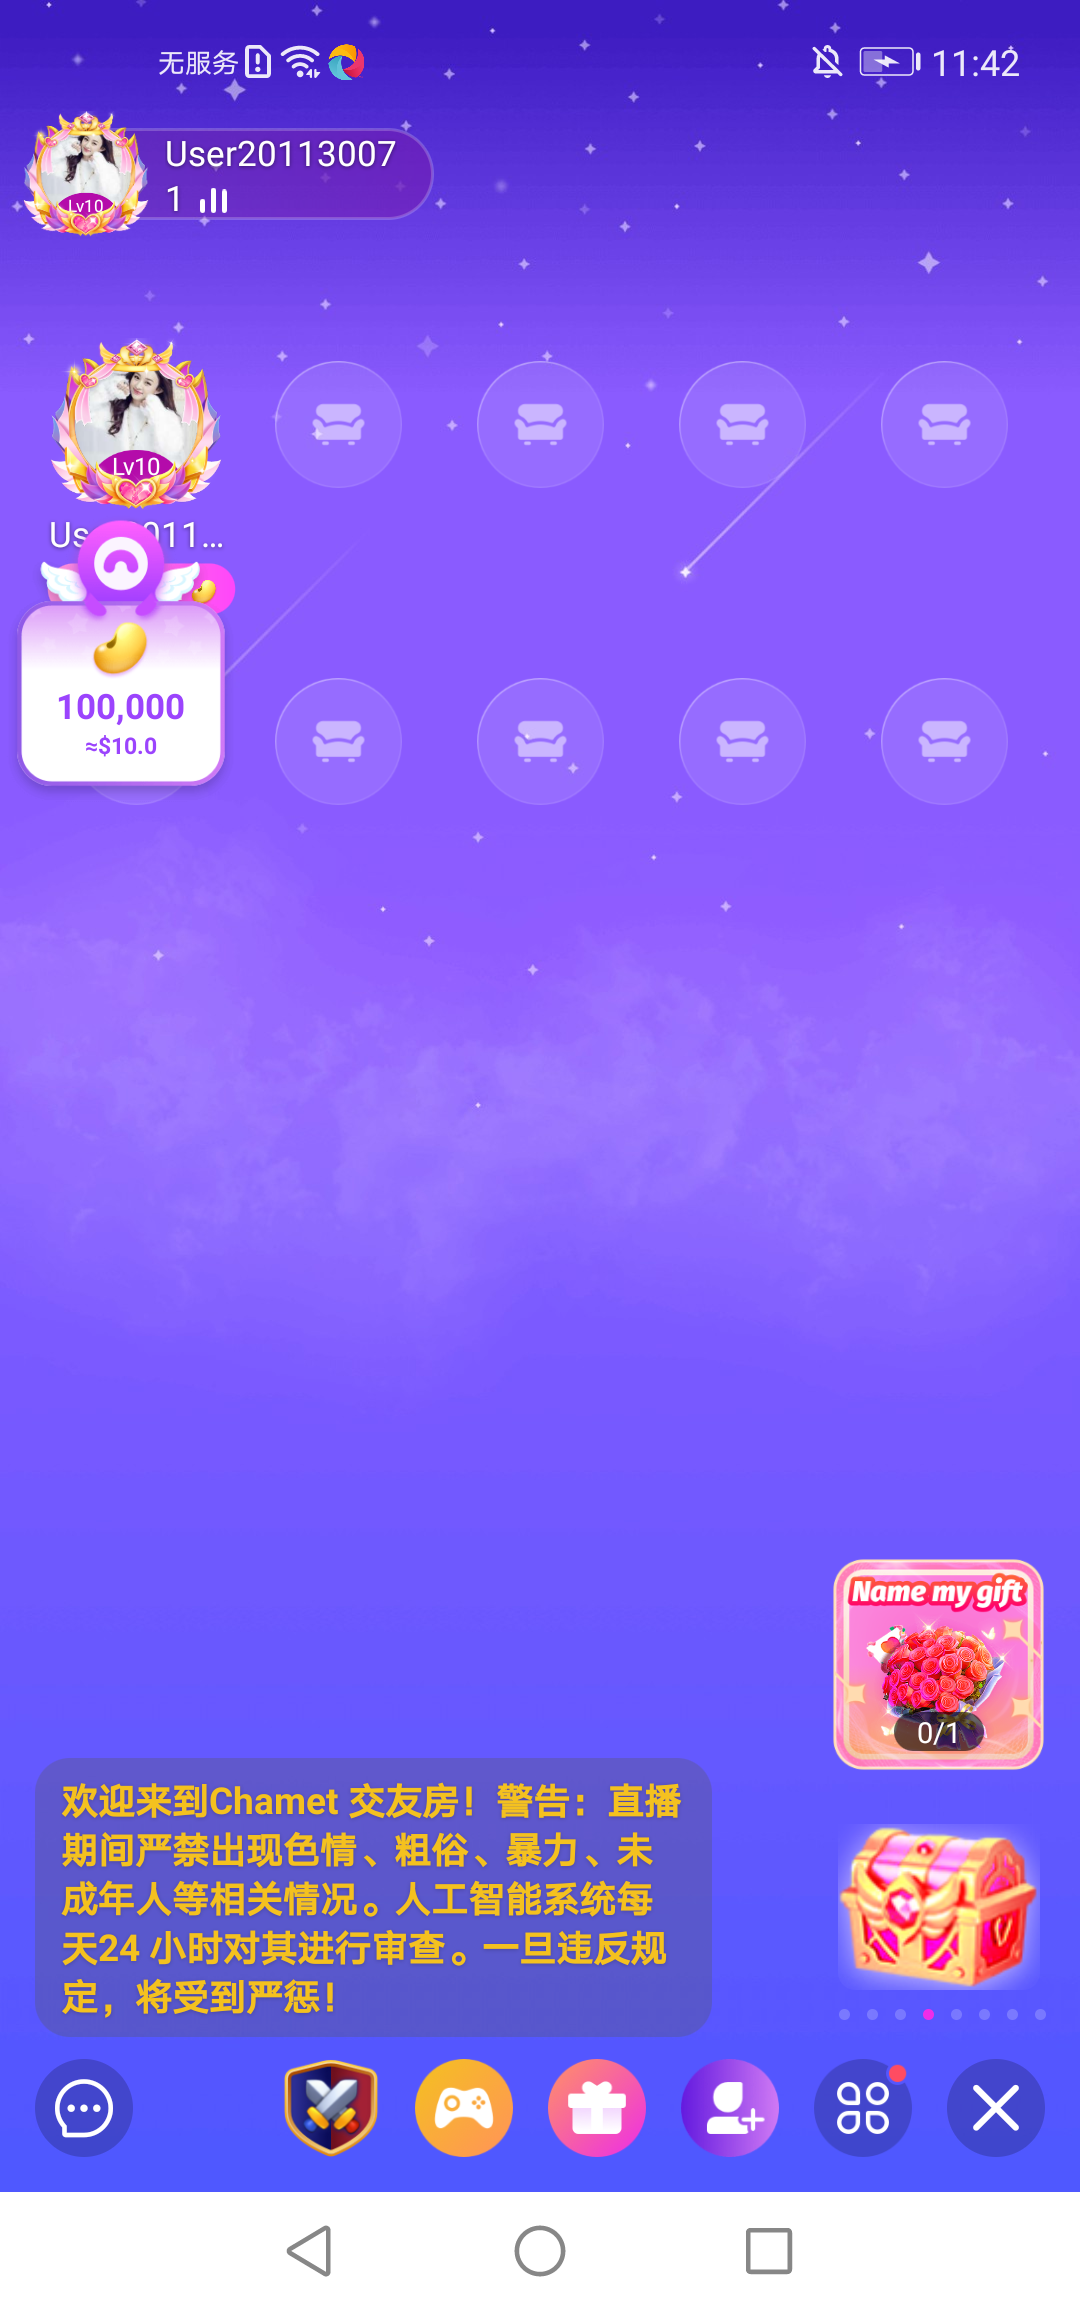 无服务 11:42
User20113007
1
Lv10
Lv10
Us 011...
100,000
≈$10.0
Name my gift
0/1
欢迎来到Chamet 交友房！警告：直播
期间严禁出现色情、粗俗、暴力、未
成年人等相关情况。人工智能系统每
天24 小时对其进行审查。一旦违反规
定，将受到严惩！